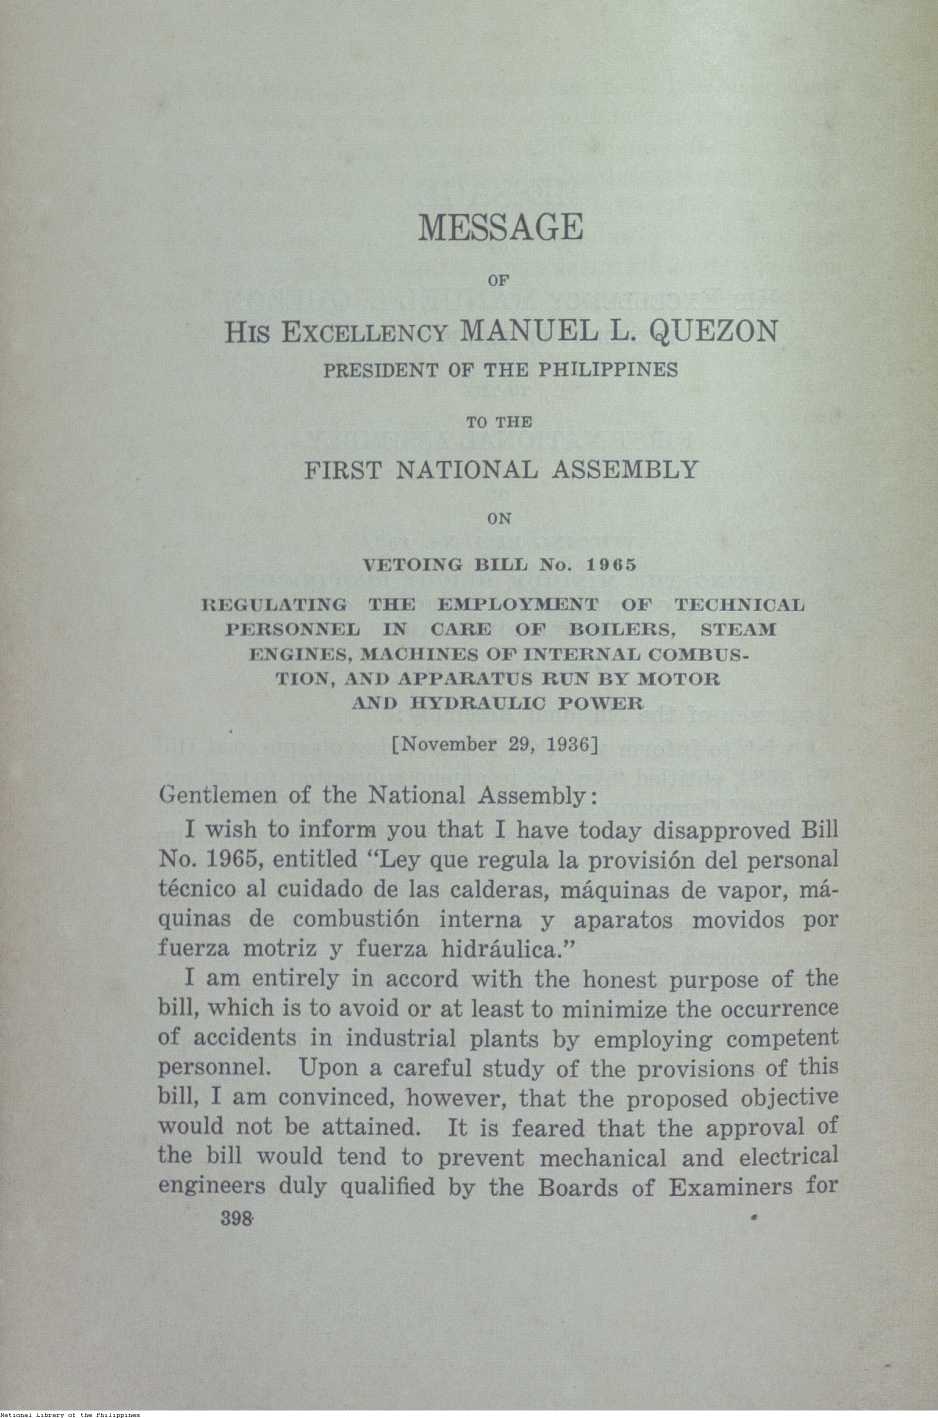 MESSAGE
OF
HIS EXCELLENCY MANUEL L. QUEZON
PRESIDENT OF THE PHILIPPINES
TO THE
FIRST NATIONAL ASSEMBLY
ON
VETOING BILL No. 1965
REGULATING THE EMPLOYMENT OF TECHNICAL
PERSONNEL IN CARE OF BOILERS, STEAM
ENGINES, MACHINES OF INTERNAL COMBUS-
TION, AND APPARATUS RUN BY MOTOR
AND HYDRAULIC POWER
[November 29, 1936]
Gentlemen of the National Assembly:
I wish to inform you that I have today disapproved Bill
No. 1965, entitled “Ley que regula la provisión del personal
técnico al cuidado de las calderas, máquinas de vapor, má-
quinas de combustión interna y aparatos movidos por
fuerza motriz y fuerza hidráulica.”
I am entirely in accord with the honest purpose of the
bill, which is to avoid or at least to minimize the occurrence
of accidents in industrial plants by employing competent
personnel. Upon a careful study of the provisions of this
bill, I am convinced, however, that the proposed objective
would not be attained. It is feared that the approval of
the bill would tend to prevent mechanical and electrical
engineers duly qualified by the Boards of Examiners for
398
National Library of the Philippines